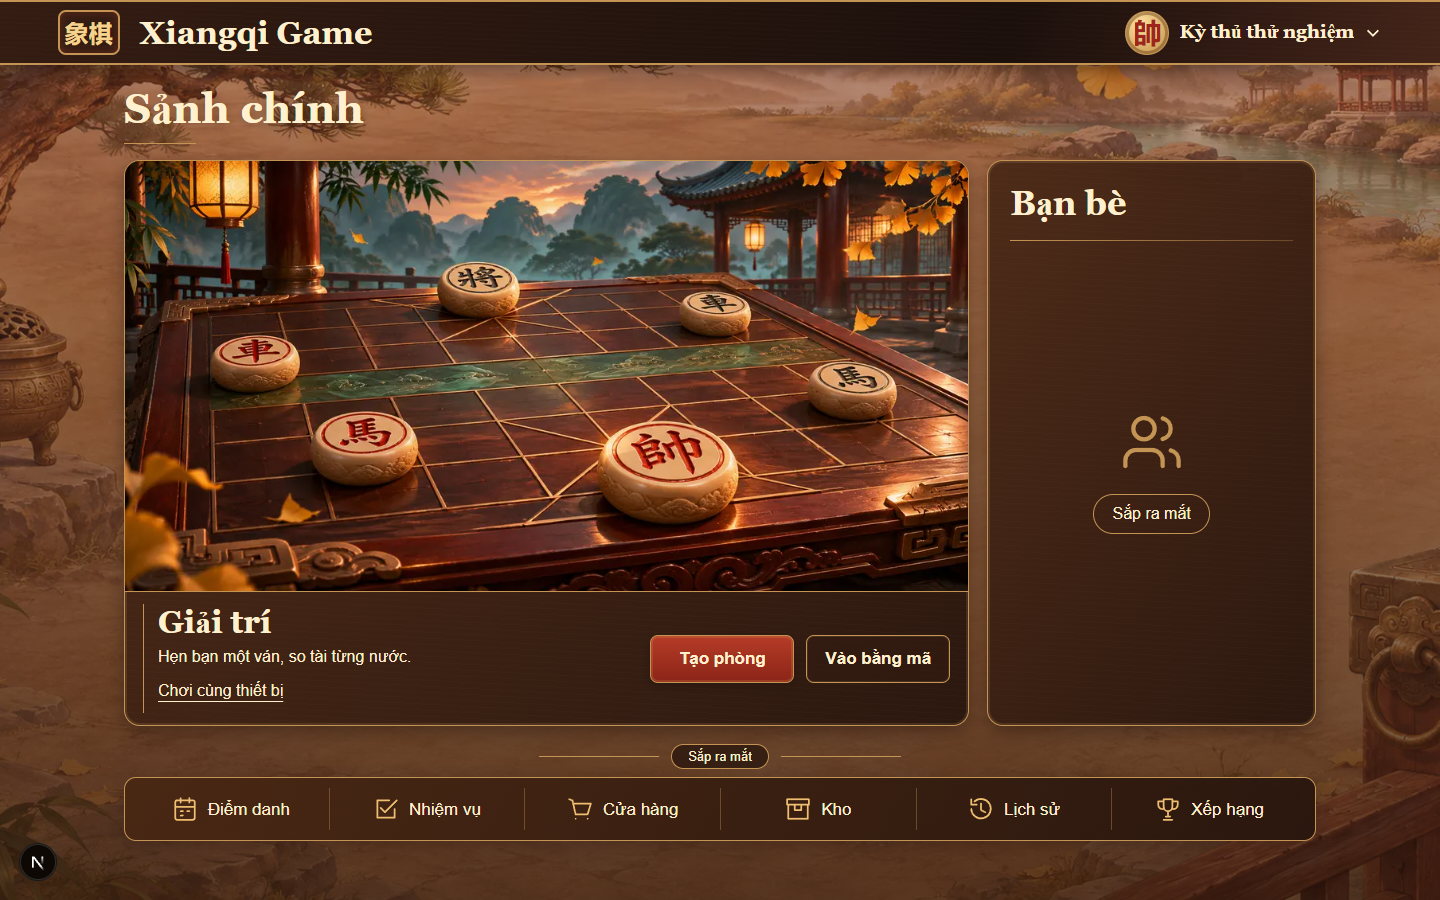 象棋 Xiangqi Game
帥 Kỳ thủ thử nghiệm
Sảnh chính
將
車
車
馬
馬
帥
Giải trí
Hẹn bạn một ván, so tài từng nước.
Chơi cùng thiết bị
Tạo phòng
Vào bằng mã
Bạn bè
Sắp ra mắt
Sắp ra mắt
Điểm danh
Nhiệm vụ
Cửa hàng
Kho
Lịch sử
Xếp hạng
N